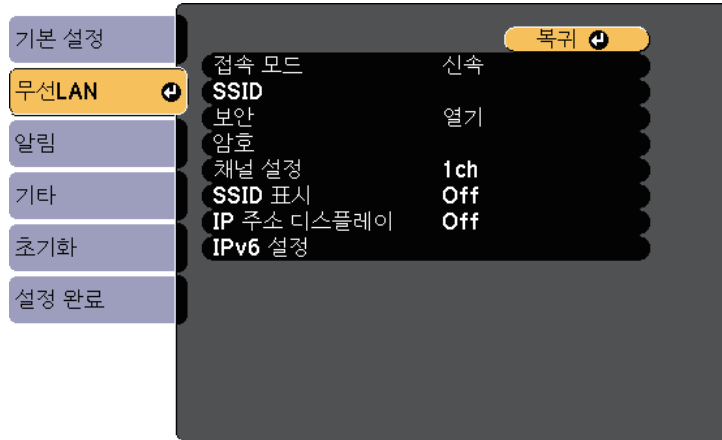 기본 설정
무선LAN
알림
기타
초기화
설정 완료
복귀
접속 모드 신속
SSID
보안 열기
암호
채널 설정 1ch
SSID 표시 Off
IP 주소 디스플레이 Off
IPv6 설정